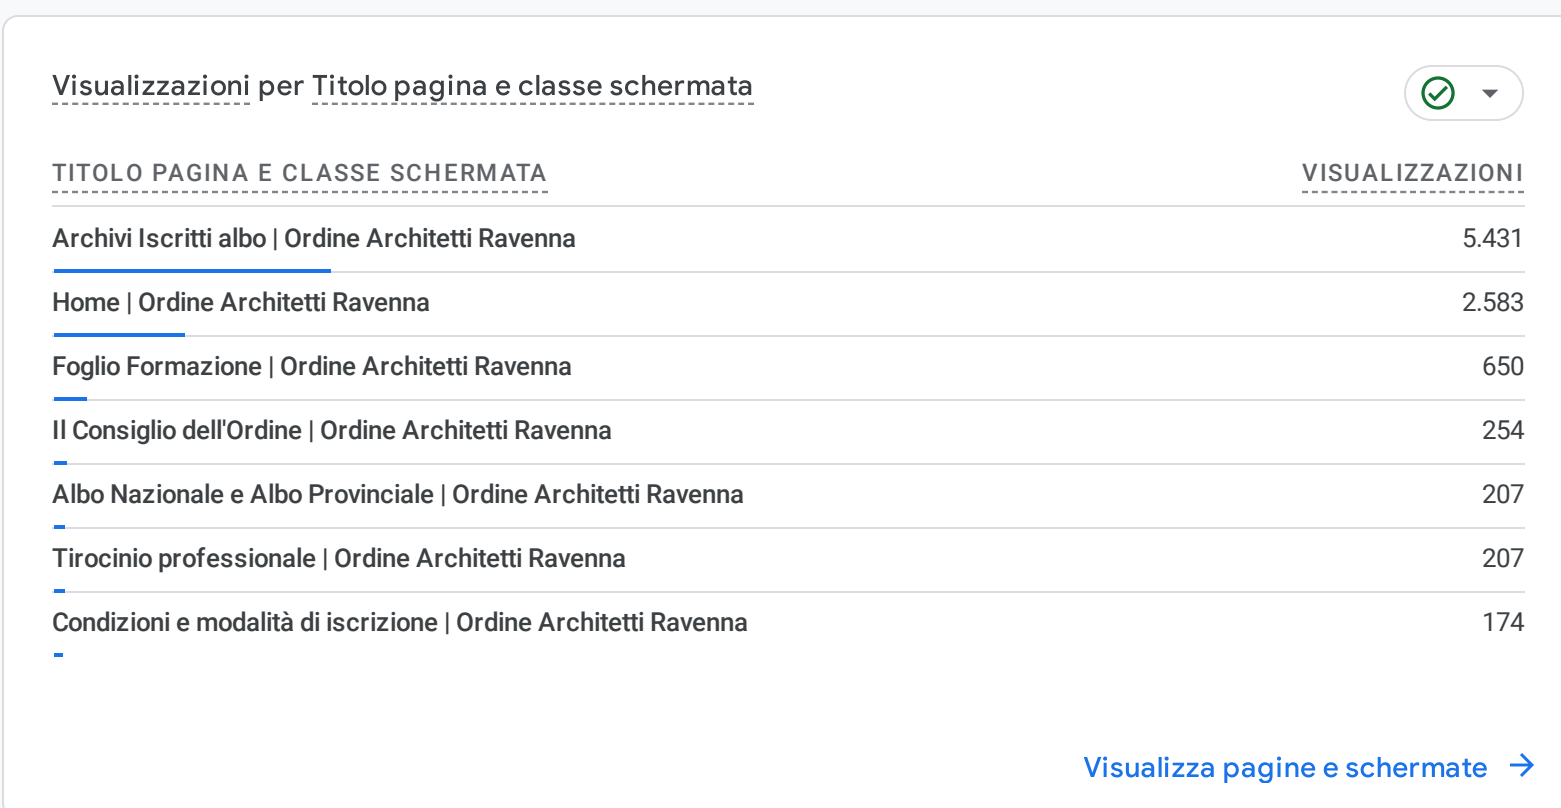 Visualizzazioni per Titolo pagina e classe schermata
TITOLO PAGINA E CLASSE SCHERMATA VISUALIZZAZIONI
Archivi Iscritti albo | Ordine Architetti Ravenna 5.431
Home | Ordine Architetti Ravenna 2.583
Foglio Formazione | Ordine Architetti Ravenna 650
Il Consiglio dell'Ordine | Ordine Architetti Ravenna 254
Albo Nazionale e Albo Provinciale | Ordine Architetti Ravenna 207
Tirocinio professionale | Ordine Architetti Ravenna 207
Condizioni e modalità di iscrizione | Ordine Architetti Ravenna 174
Visualizza pagine e schermate